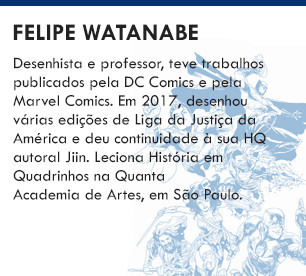 FELIPE WATANABE
Desenhista e professor, teve trabalhos
publicados pela DC Comics e pela
Marvel Comics. Em 2017, desenhou
várias edições de Liga da Justiça da
América e deu continuidade à sua HQ
autoral Jiin. Leciona História em
Quadrinhos na Quanta
Academia de Artes, em São Paulo.